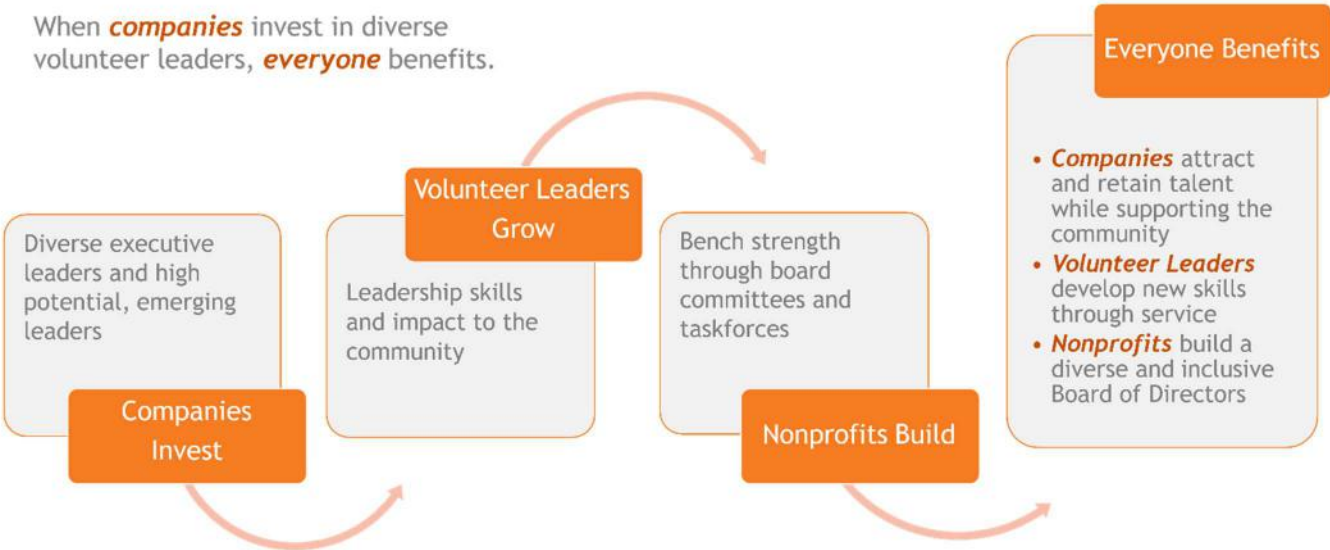 When companies invest in diverse
volunteer leaders, everyone benefits.
Diverse executive
leaders and high
potential, emerging
leaders
Companies
Invest
Volunteer Leaders
Grow
Leadership skills
and impact to the
community
Bench strength
through board
committees and
taskforces
Nonprofits Build
Everyone Benefits
• Companies attract
and retain talent
while supporting the
community
• Volunteer Leaders
develop new skills
through service
• Nonprofits build a
diverse and inclusive
Board of Directors